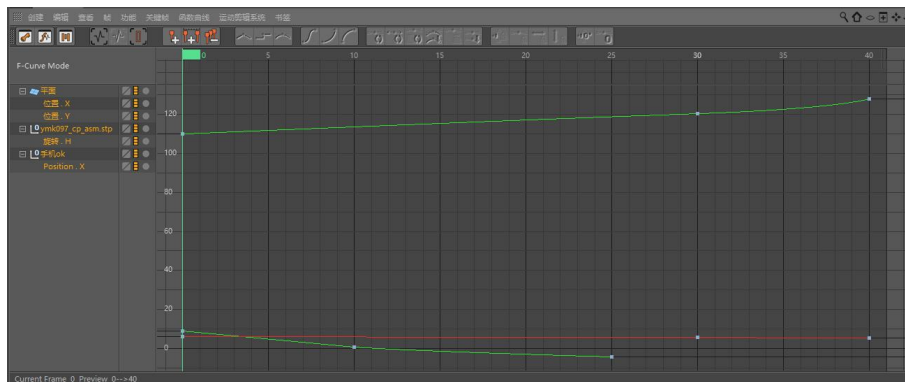 创建 编辑 查看 帧 功能 关键帧 函数曲线 运动剪辑系统 书签
0 5 10 15 20 25 30 35 40
F-Curve Mode
平面
位置 . X
位置 . Y
120
ymk097_cp_asm.stp
旋转 . H
100
手机ok
Position . X
80
60
40
20
0
Current Frame 0 Preview 0-->40